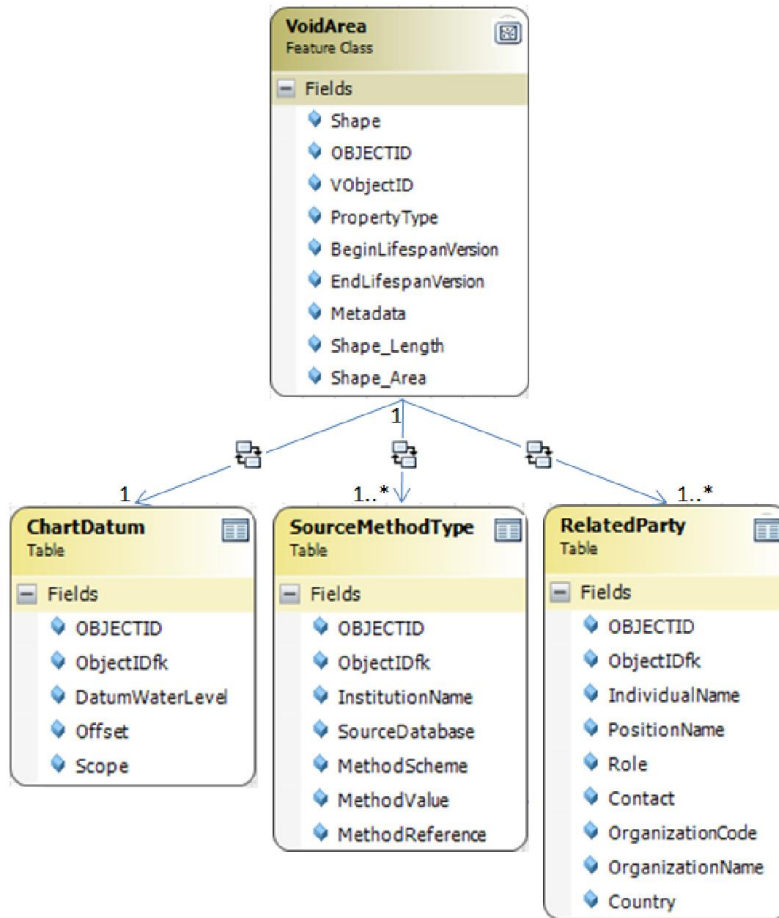 VoidArea
Feature Class
Fields
Shape
OBJECTID
VObjectID
PropertyType
BeginLifespanVersion
EndLifespanVersion
Metadata
Shape_Length
Shape_Area
1
1
1..*
1..*
ChartDatum
Table
Fields
OBJECTID
ObjectIDfk
DatumWaterLevel
Offset
Scope
SourceMethodType
Table
Fields
OBJECTID
ObjectIDfk
InstitutionName
SourceDatabase
MethodScheme
MethodValue
MethodReference
RelatedParty
Table
Fields
OBJECTID
ObjectIDfk
IndividualName
PositionName
Role
Contact
OrganizationCode
OrganizationName
Country